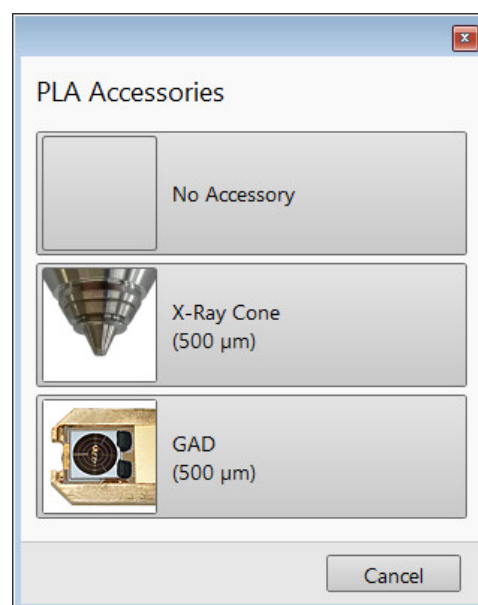 PLA Accessories
No Accessory
X-Ray Cone
(500 µm)
GAD
(500 µm)
Cancel